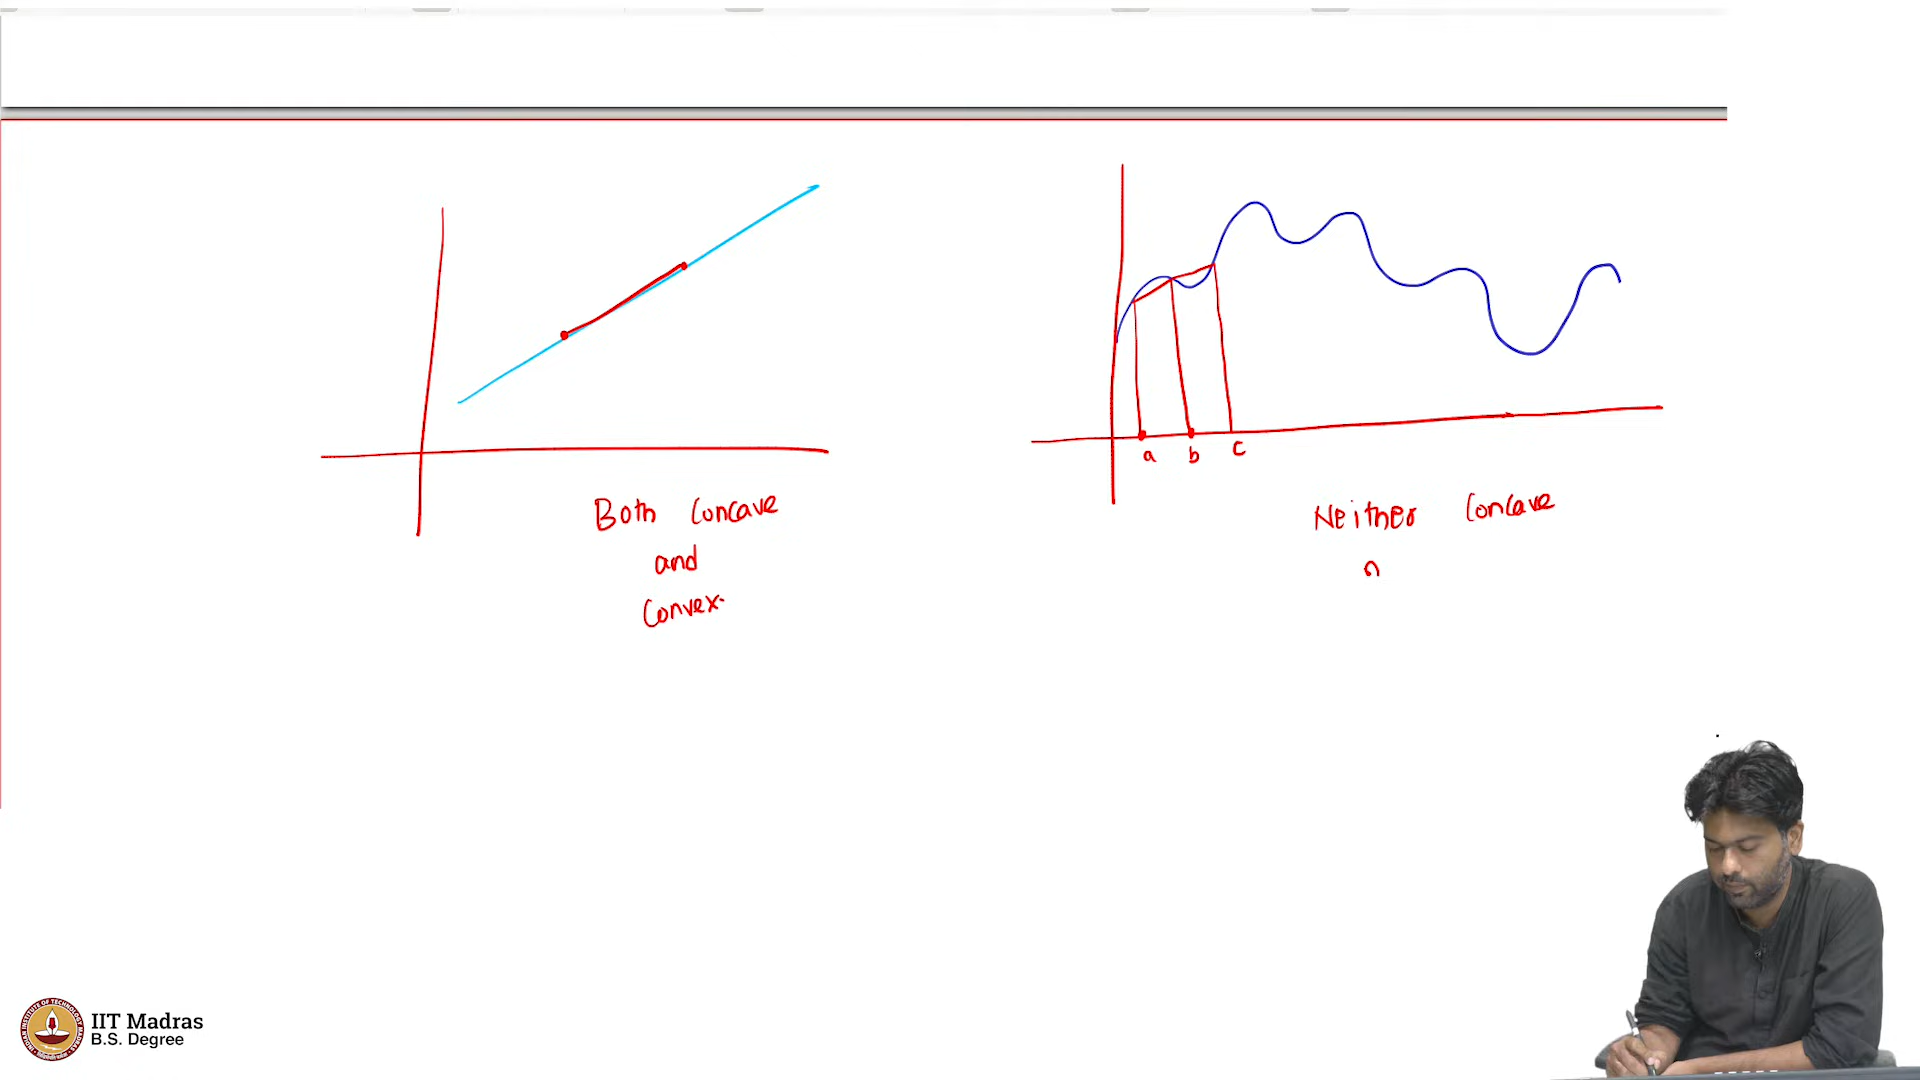 a b c
Both Concave
and
Convex.
Neither Concave
n
IIT Madras
B.S. Degree